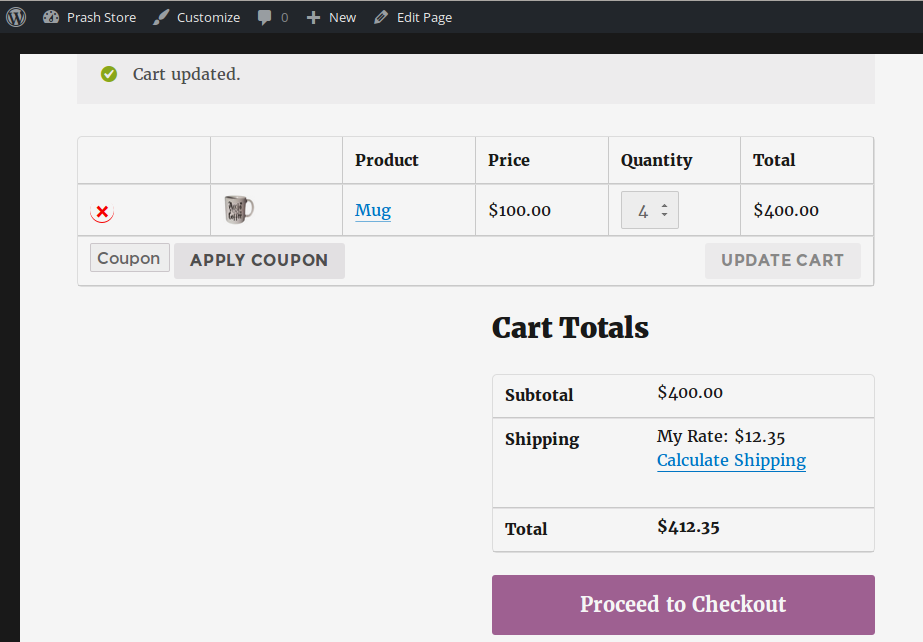 Prash Store Customize 0 New Edit Page
Cart updated.
Product Price Quantity Total
Mug $100.00 4 $400.00
Coupon APPLY COUPON UPDATE CART
Cart Totals
Subtotal $400.00
Shipping My Rate: $12.35
Calculate Shipping
Total $412.35
Proceed to Checkout